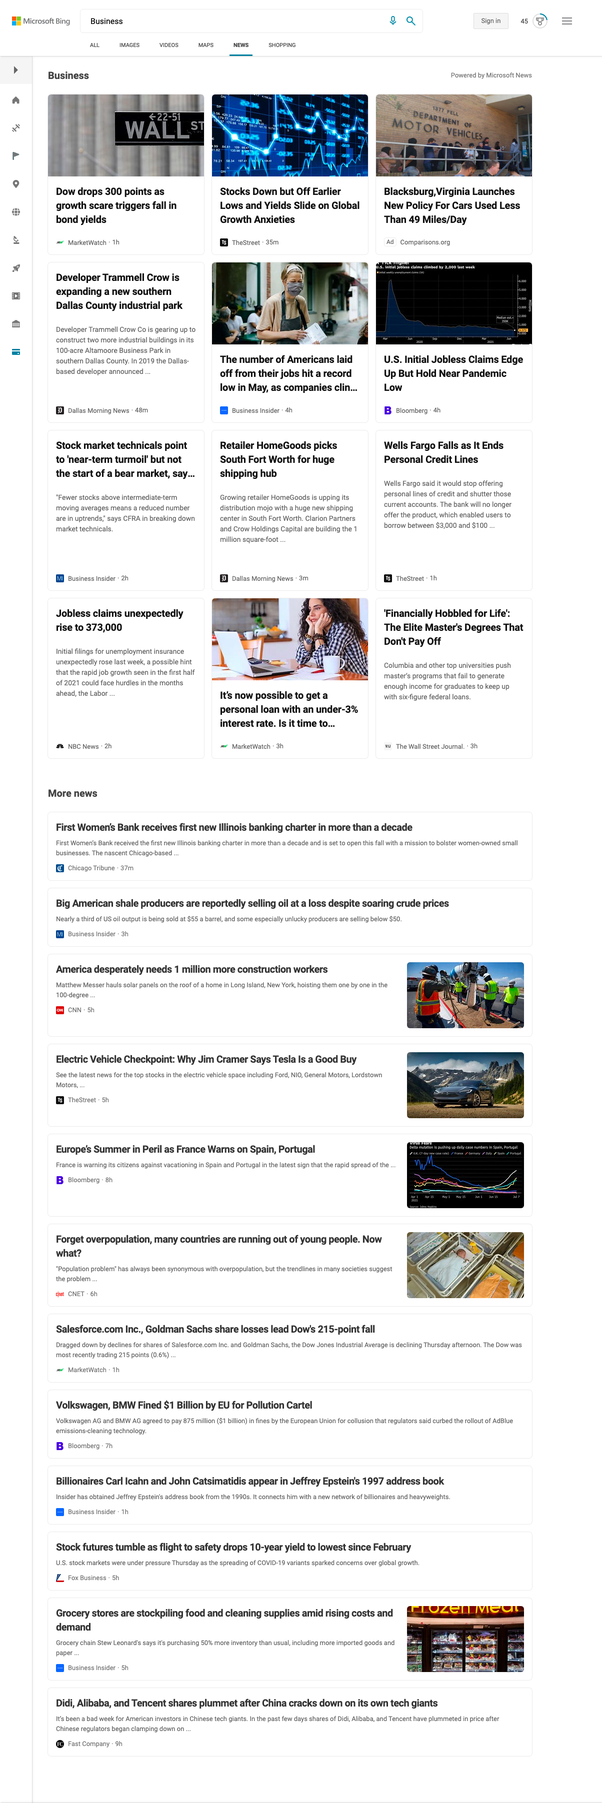 Microsoft Bing
Business
Sign in
45
ALL
IMAGES
VIDEOS
MAPS
NEWS
SHOPPING
Business
Powered by Microsoft News
22-51
WALL ST
1677 FALL
DEPARTMENT OF
MOTOR VEHICLES
Dow drops 300 points as
growth scare triggers fall in
bond yields
MarketWatch · 1h
Stocks Down but Off Earlier
Lows and Yields Slide on Global
Growth Anxieties
TheStreet · 35m
Blacksburg,Virginia Launches
New Policy For Cars Used Less
Than 49 Miles/Day
Ad Comparisons.org
Developer Trammell Crow is
expanding a new southern
Dallas County industrial park
Developer Trammell Crow Co is gearing up to
construct two more industrial buildings in its
100-acre Altamoore Business Park in
southern Dallas County. In 2019 the Dallas-
based developer announced ...
Dallas Morning News · 48m
The number of Americans laid
off from their jobs hit a record
low in May, as companies clin...
Business Insider · 4h
U.S. Initial Jobless Claims Edge
Up But Hold Near Pandemic
Low
Bloomberg · 4h
Stock market technicals point
to 'near-term turmoil' but not
the start of a bear market, say...
"Fewer stocks above intermediate-term
moving averages means a reduced number
are in uptrends," says CFRA in breaking down
market technicals.
Business Insider · 2h
Retailer HomeGoods picks
South Fort Worth for huge
shipping hub
Growing retailer HomeGoods is upping its
distribution mojo with a huge new shipping
center in South Fort Worth. Clarion Partners
and Crow Holdings Capital are building the 1
million square-foot ...
Dallas Morning News · 3m
Wells Fargo Falls as It Ends
Personal Credit Lines
Wells Fargo said it would stop offering
personal lines of credit and shutter those
current accounts. The bank will no longer
offer the product, which enabled users to
borrow between $3,000 and $100 ...
TheStreet · 1h
Jobless claims unexpectedly
rise to 373,000
Initial filings for unemployment insurance
unexpectedly rose last week, a possible hint
that the rapid job growth seen in the first half
of 2021 could face hurdles in the months
ahead, the Labor ...
NBC News · 2h
It's now possible to get a
personal loan with an under-3%
interest rate. Is it time to...
MarketWatch · 3h
'Financially Hobbled for Life':
The Elite Master's Degrees That
Don't Pay Off
Columbia and other top universities push
master's programs that fail to generate
enough income for graduates to keep up
with six-figure federal loans.
The Wall Street Journal. · 3h
More news
First Women's Bank receives first new Illinois banking charter in more than a decade
First Women's Bank received the first new Illinois banking charter in more than a decade and is set to open this fall with a mission to bolster women-owned small
businesses. The nascent Chicago-based ...
Chicago Tribune · 37m
Big American shale producers are reportedly selling oil at a loss despite soaring crude prices
Nearly a third of US oil output is being sold at $55 a barrel, and some especially unlucky producers are selling below $50.
Business Insider · 3h
America desperately needs 1 million more construction workers
Matthew Messer hauls solar panels on the roof of a home in Long Island, New York, hoisting them one by one in the
100-degree ...
CNN · 5h
Electric Vehicle Checkpoint: Why Jim Cramer Says Tesla Is a Good Buy
See the latest news for the top stocks in the electric vehicle space including Ford, NIO, General Motors, Lordstown
Motors, ...
TheStreet · 5h
Europe's Summer in Peril as France Warns on Spain, Portugal
France is warning its citizens against vacationing in Spain and Portugal in the latest sign that the rapid spread of the ...
Bloomberg · 8h
Forget overpopulation, many countries are running out of young people. Now
what?
"Population problem" has always been synonymous with overpopulation, but the trendlines in many societies suggest
the problem ...
CNET · 6h
Salesforce.com Inc., Goldman Sachs share losses lead Dow's 215-point fall
Dragged down by declines for shares of Salesforce.com Inc. and Goldman Sachs, the Dow Jones Industrial Average is declining Thursday afternoon. The Dow was
most recently trading 215 points (0.6%) ...
MarketWatch · 1h
Volkswagen, BMW Fined $1 Billion by EU for Pollution Cartel
Volkswagen AG and BMW AG agreed to pay 875 million ($1 billion) in fines by the European Union for collusion that regulators said curbed the rollout of AdBlue
emissions-cleaning technology.
Bloomberg · 7h
Billionaires Carl Icahn and John Catsimatidis appear in Jeffrey Epstein's 1997 address book
Insider has obtained Jeffrey Epstein's address book from the 1990s. It connects him with a new network of billionaires and heavyweights.
Business Insider · 1h
Stock futures tumble as flight to safety drops 10-year yield to lowest since February
U.S. stock markets were under pressure Thursday as the spreading of COVID-19 variants sparked concerns over global growth.
Fox Business · 5h
Grocery stores are stockpiling food and cleaning supplies amid rising costs and
demand
Grocery chain Stew Leonard's says it's purchasing 50% more inventory than usual, including more imported goods and
paper ...
Business Insider · 5h
Frozen Meal
Didi, Alibaba, and Tencent shares plummet after China cracks down on its own tech giants
It's been a bad week for American investors in Chinese tech giants. In the past few days shares of Didi, Alibaba, and Tencent have plummeted in price after
Chinese regulators began clamping down on ...
Fast Company · 9h